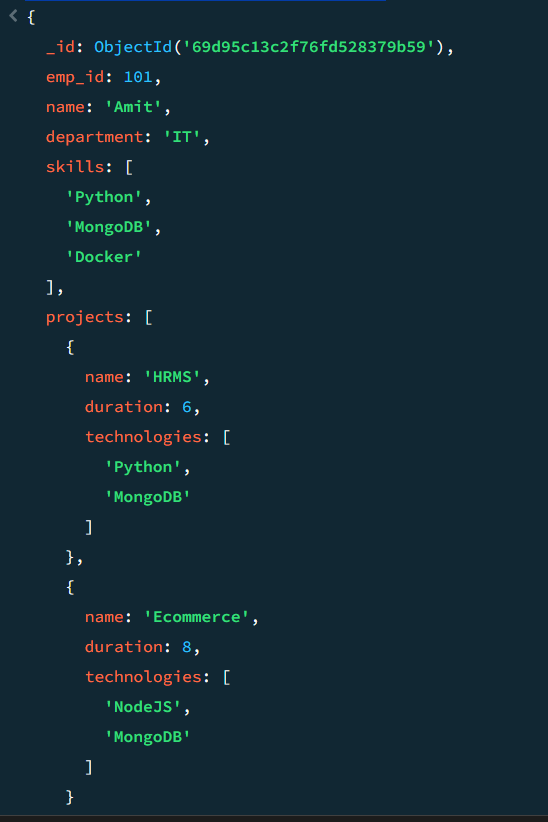 {
_id: ObjectId('69d95c13c2f76fd528379b59'),
emp_id: 101,
name: 'Amit',
department: 'IT',
skills: [
'Python',
'MongoDB',
'Docker'
],
projects: [
{
name: 'HRMS',
duration: 6,
technologies: [
'Python',
'MongoDB'
]
},
{
name: 'Ecommerce',
duration: 8,
technologies: [
'NodeJS',
'MongoDB'
]
}